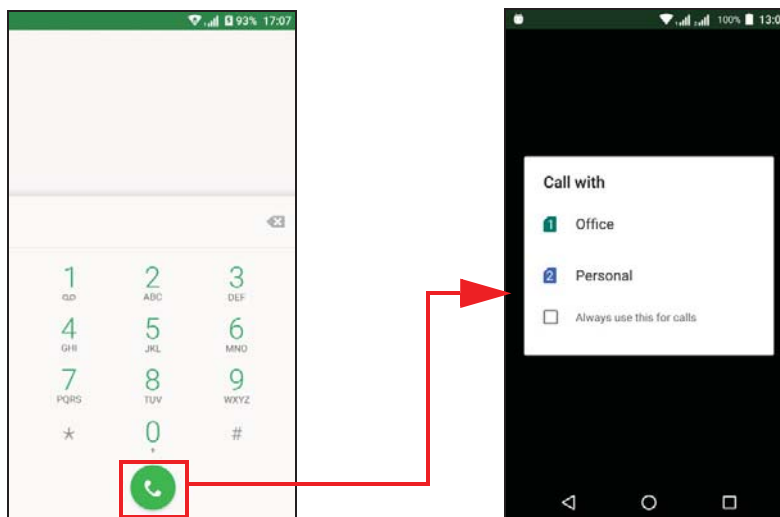 93% 17:07
1 2 3
ABC DEF
4 5 6
GHI JKL MNO
7 8 9
PQRS TUV WXYZ
* 0 #
+
100%
Call with
1 Office
2 Personal
Always use this for calls